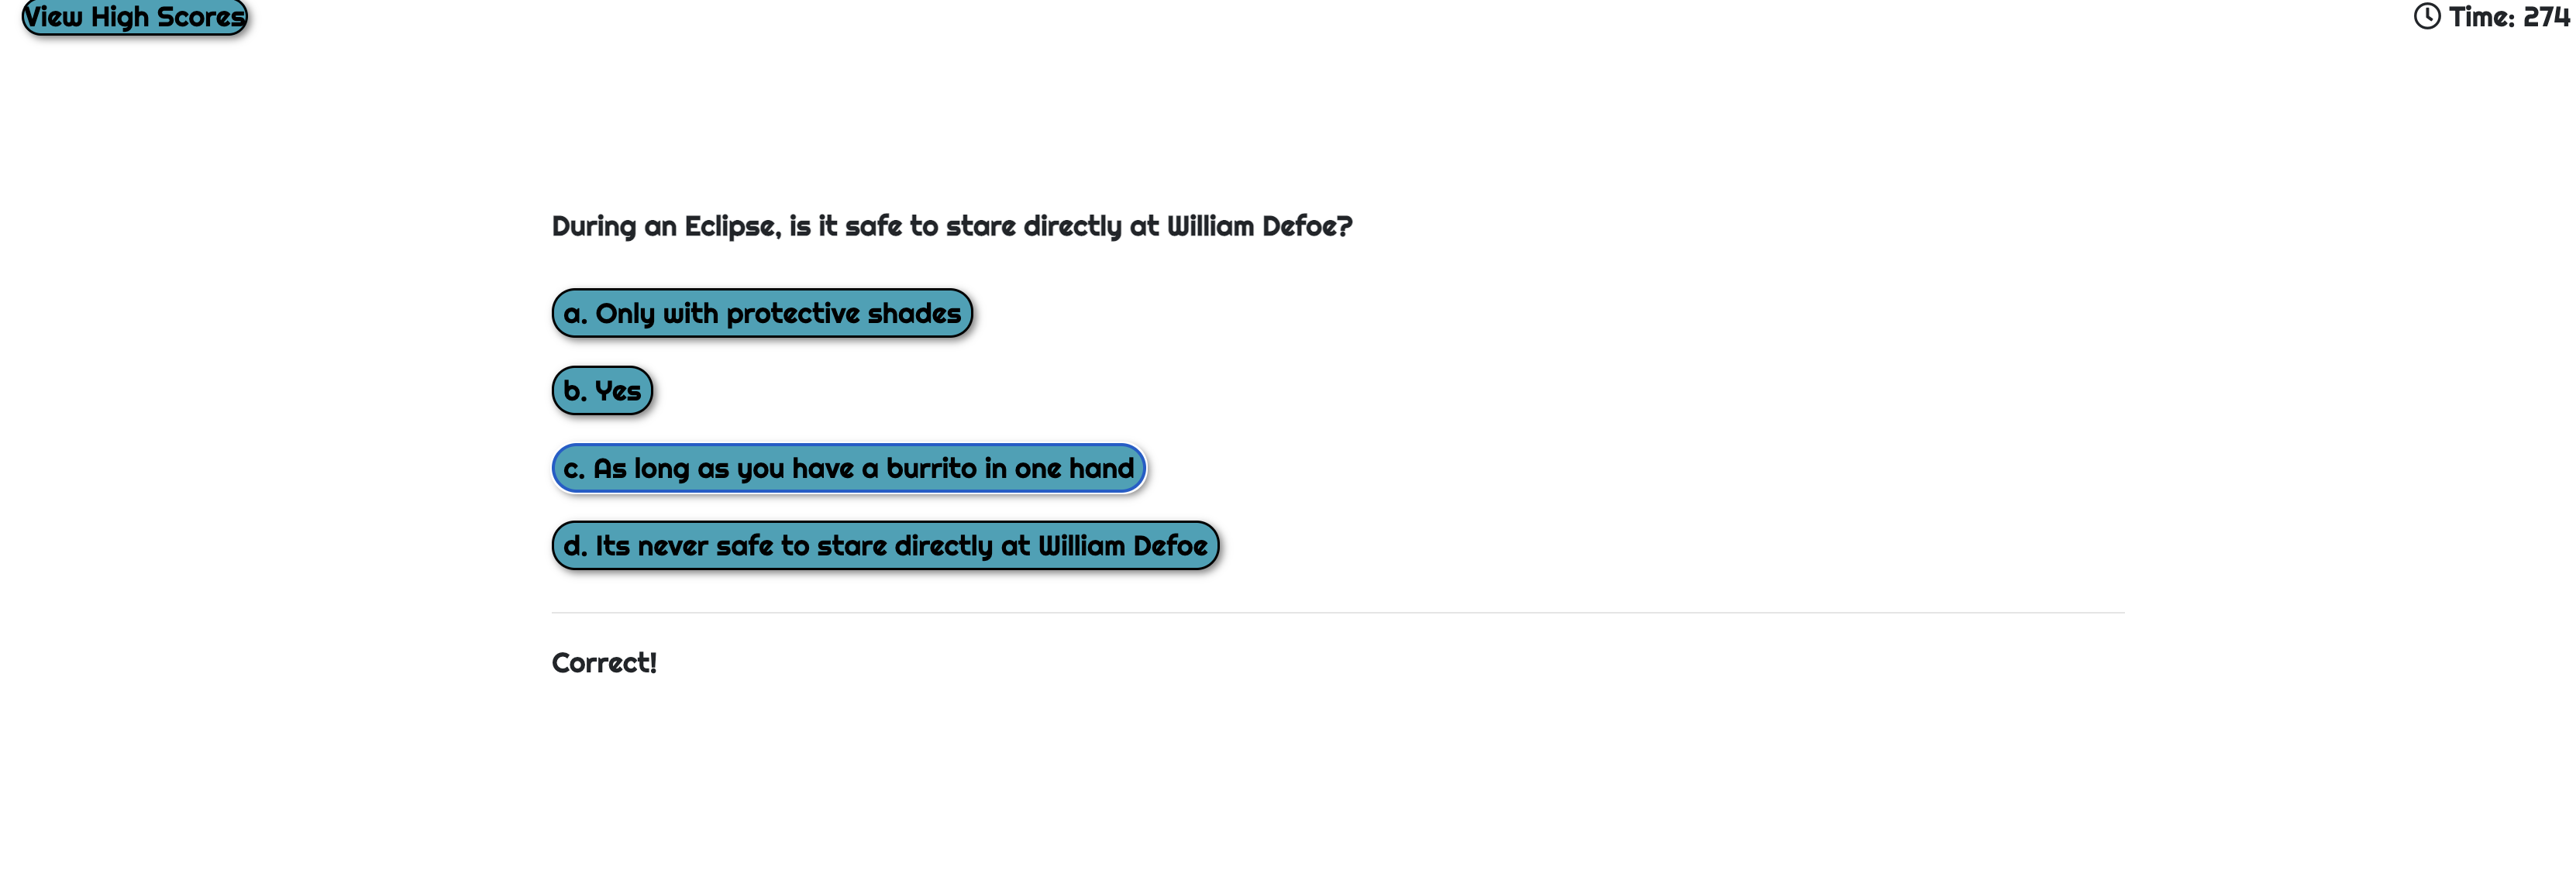 View High Scores
Time: 274
During an Eclipse, is it safe to stare directly at William Defoe?
a. Only with protective shades
b. Yes
c. As long as you have a burrito in one hand
d. Its never safe to stare directly at William Defoe
Correct!